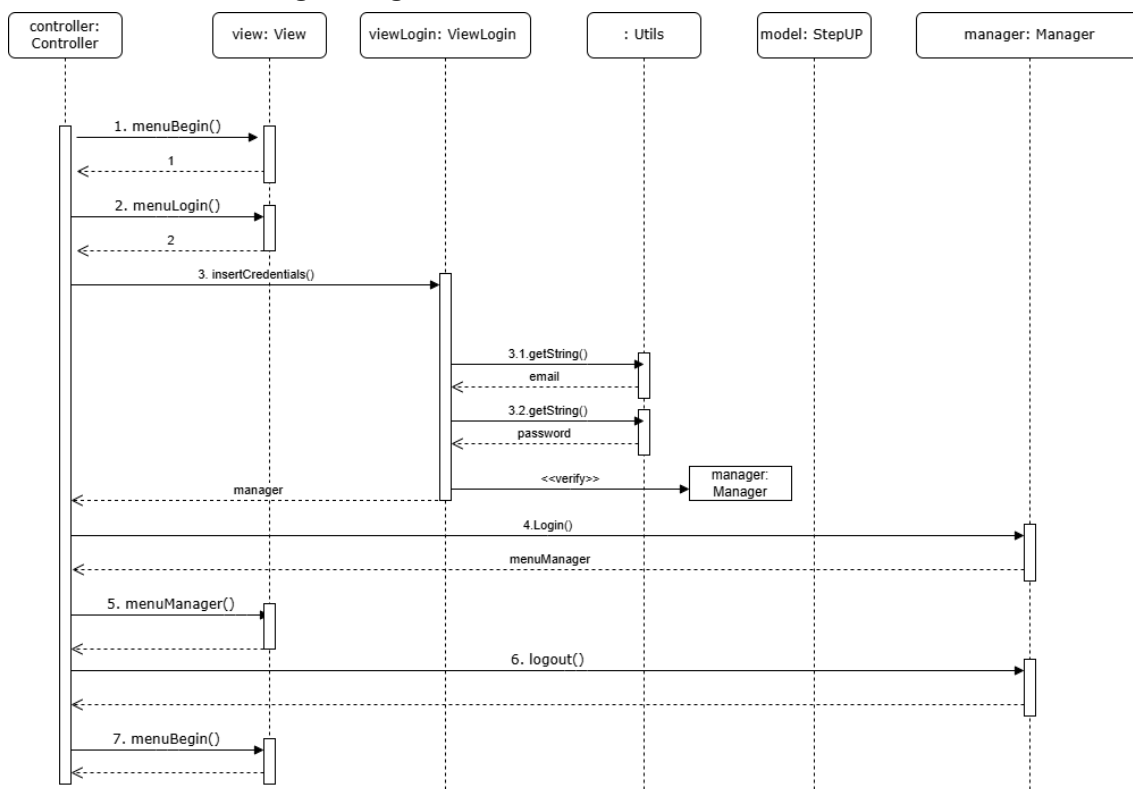 controller:
Controller
view: View
viewLogin: ViewLogin
: Utils
model: StepUP
manager: Manager
1. menuBegin()
1
2. menuLogin()
2
3. insertCredentials()
3.1.getString()
email
3.2.getString()
password
<<verify>>
manager:
Manager
manager
4.Login()
menuManager
5. menuManager()
6. logout()
7. menuBegin()